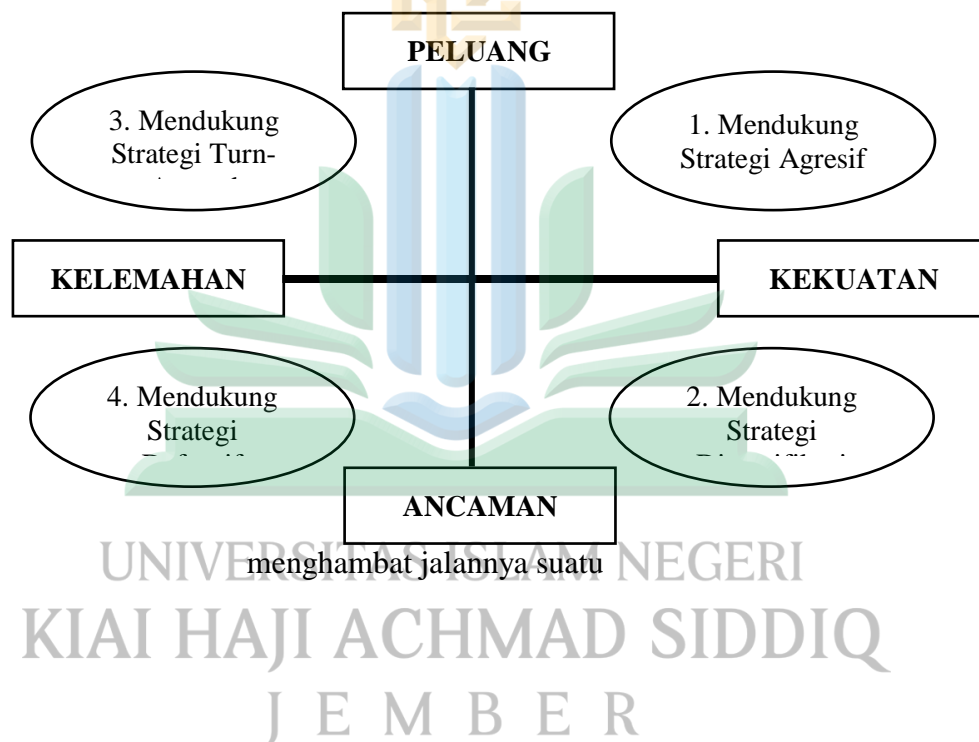 PELUANG
3. Mendukung
Strategi Turn-
1. Mendukung
Strategi Agresif
KELEMAHAN
KEKUATAN
4. Mendukung
Strategi
2. Mendukung
Strategi
ANCAMAN
menghambat jalannya suatu
UNIVERSITAS ISLAM NEGERI
KIAI HAJI ACHMAD SIDDIQ
JEMBER